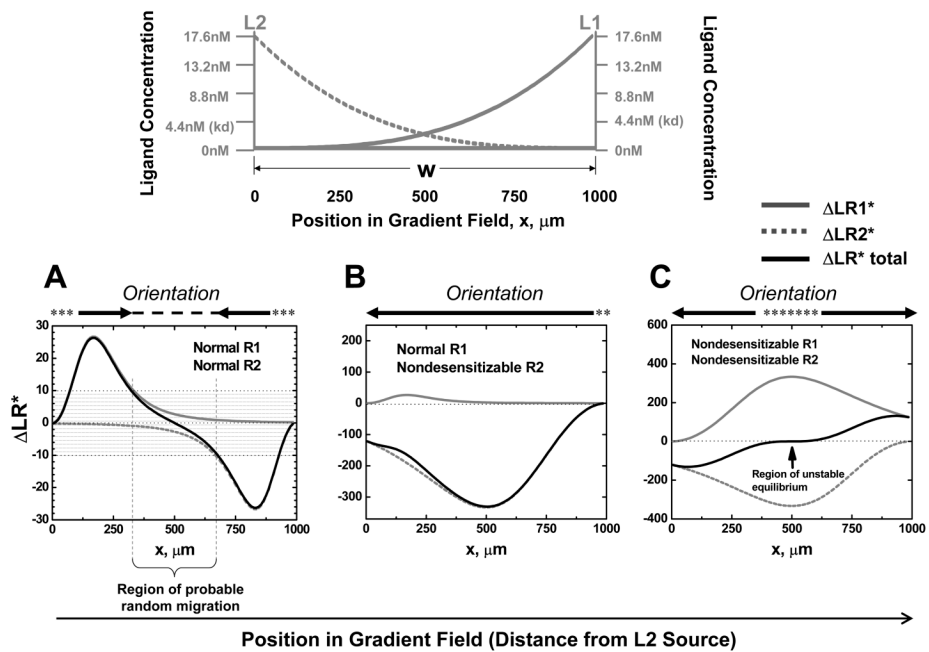 L2
L1
Ligand Concentration
17.6nM
13.2nM
8.8nM
4.4nM (kd)
0nM
17.6nM
13.2nM
8.8nM
4.4nM (kd)
0nM
Ligand Concentration
W
0 250 500 750 1000
Position in Gradient Field, x, μm
ΔLR1*
ΔLR2*
ΔLR* total
A
Orientation
*** ***
Normal R1
Normal R2
ΔLR*
30
20
10
0
-10
-20
-30
0 250 500 750 1000
x, μm
Region of probable
random migration
B
Orientation
**
Normal R1
Nondesensitizable R2
100
0
-100
-200
-300
0 250 500 750 1000
x, μm
C
Orientation
*******
Nondesensitizable R1
Nondesensitizable R2
600
400
200
0
-200
-400
Region of unstable
equilibrium
0 250 500 750 1000
x, μm
Position in Gradient Field (Distance from L2 Source)